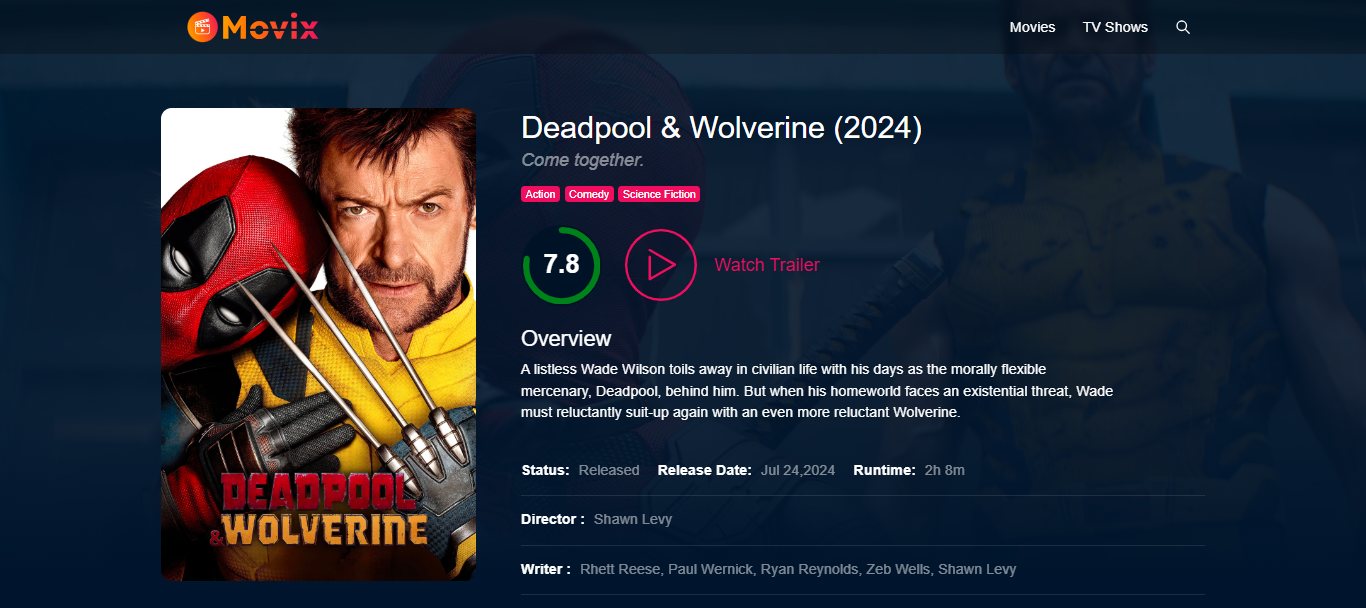 Movix
Movies
TV Shows
Deadpool & Wolverine (2024)
Come together.
Action
Comedy
Science Fiction
7.8
Watch Trailer
Overview
A listless Wade Wilson toils away in civilian life with his days as the morally flexible
mercenary, Deadpool, behind him. But when his homeworld faces an existential threat, Wade
must reluctantly suit-up again with an even more reluctant Wolverine.
Status: Released Release Date: Jul 24,2024 Runtime: 2h 8m
Director : Shawn Levy
Writer : Rhett Reese, Paul Wernick, Ryan Reynolds, Zeb Wells, Shawn Levy
DEADPOOL
&WOLVERINE